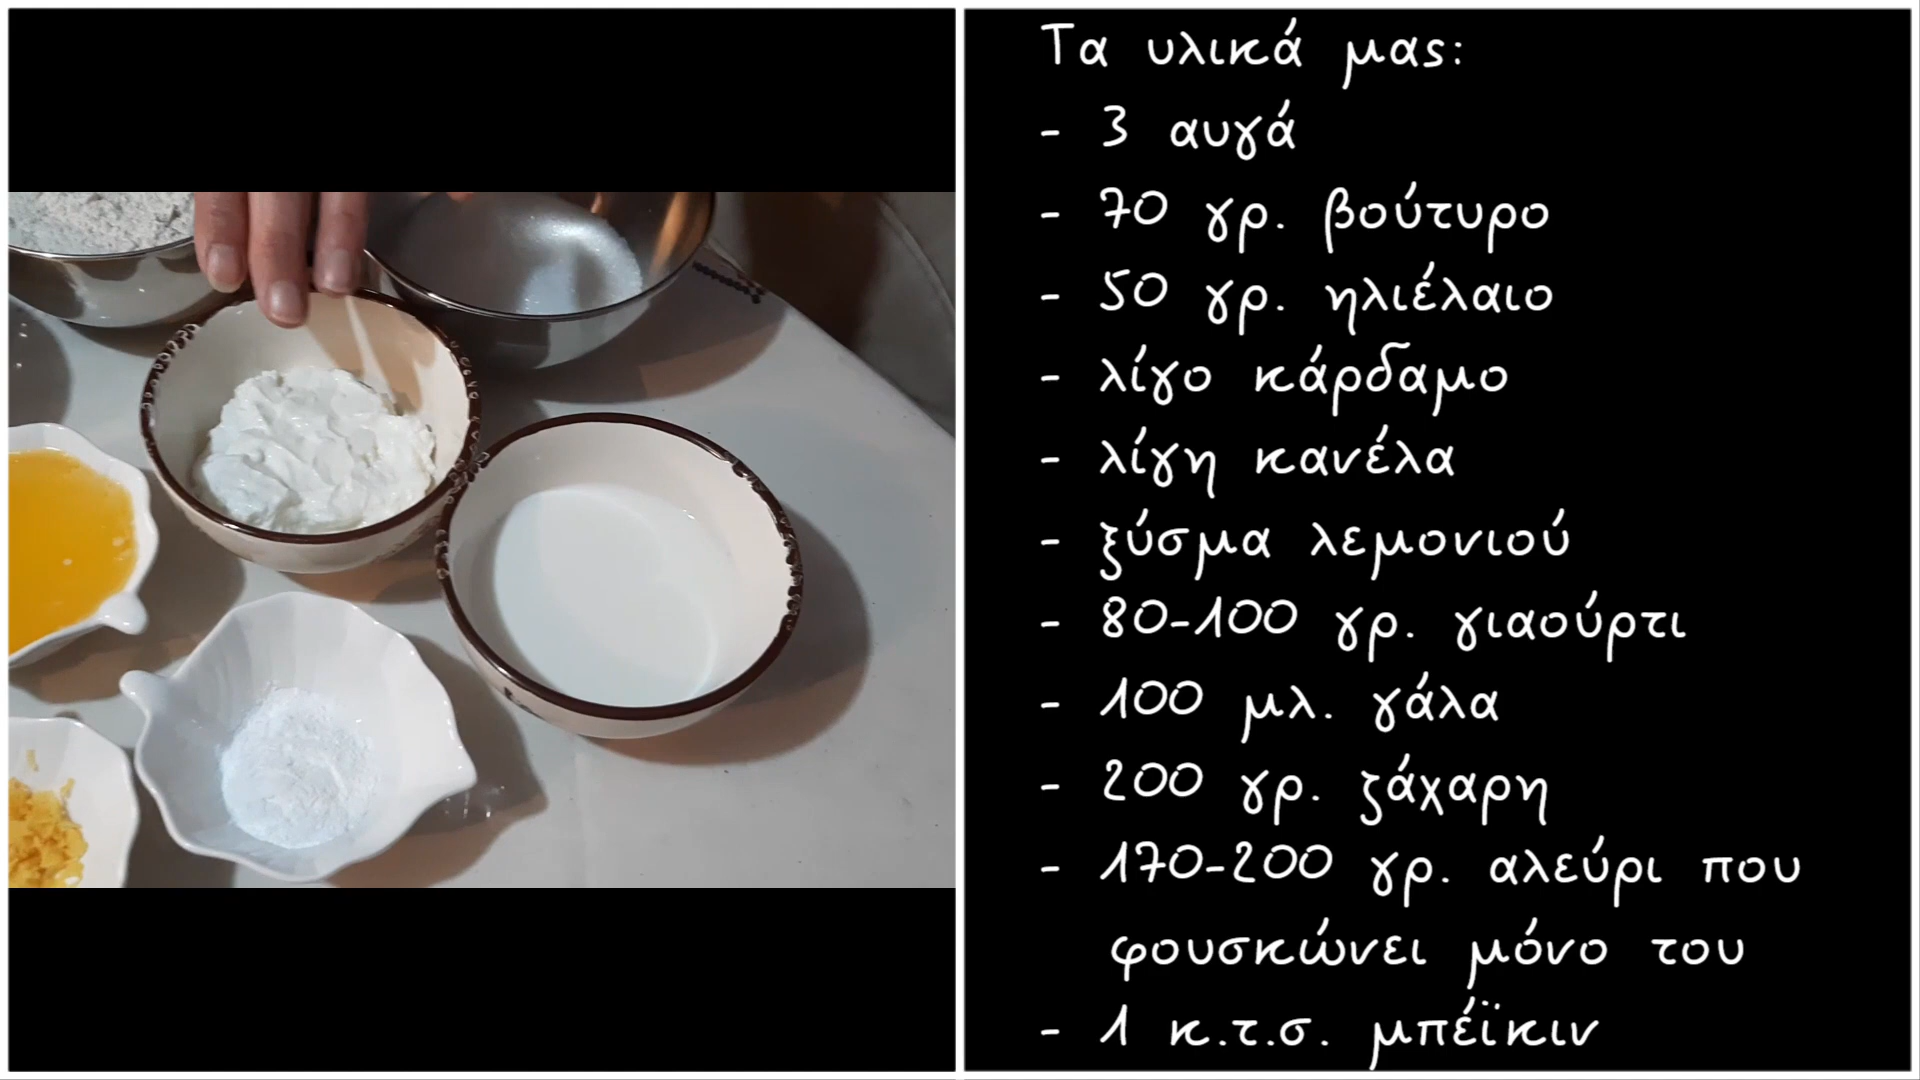 Τα υλικά μας:
- 3 αυγά
- 70 γρ. βούτυρο
- 50 γρ. ηλιέλαιο
- λίγο κάρδαμο
- λίγη κανέλα
- ξύσμα λεμονιού
- 80-100 γρ. γιαούρτι
- 100 μλ. γάλα
- 200 γρ. ζάχαρη
- 170-200 γρ. αλεύρι που
φουσκώνει μόνο του
- 1 κ.τ.σ. μπέϊκιν